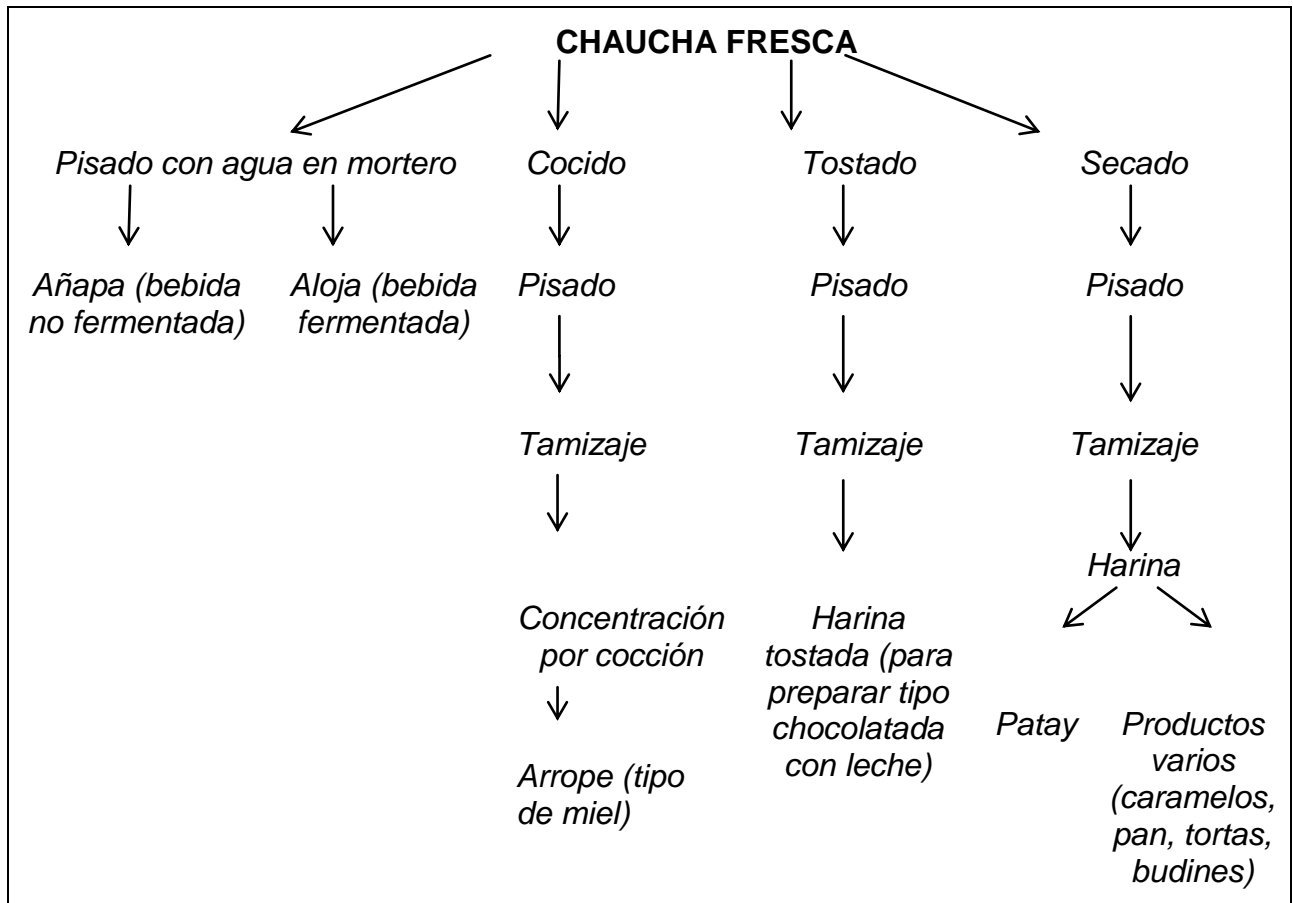 CHAUCHA FRESCA
Pisado con agua en mortero
Cocido
Tostado
Secado
Añapa (bebida
no fermentada)
Aloja (bebida
fermentada)
Pisado
Pisado
Pisado
Tamizaje
Tamizaje
Tamizaje
Harina
Concentración
por cocción
Harina
tostada (para
preparar tipo
chocolatada
con leche)
Patay
Productos
varios
(caramelos,
pan, tortas,
budines)
Arrope (tipo
de miel)